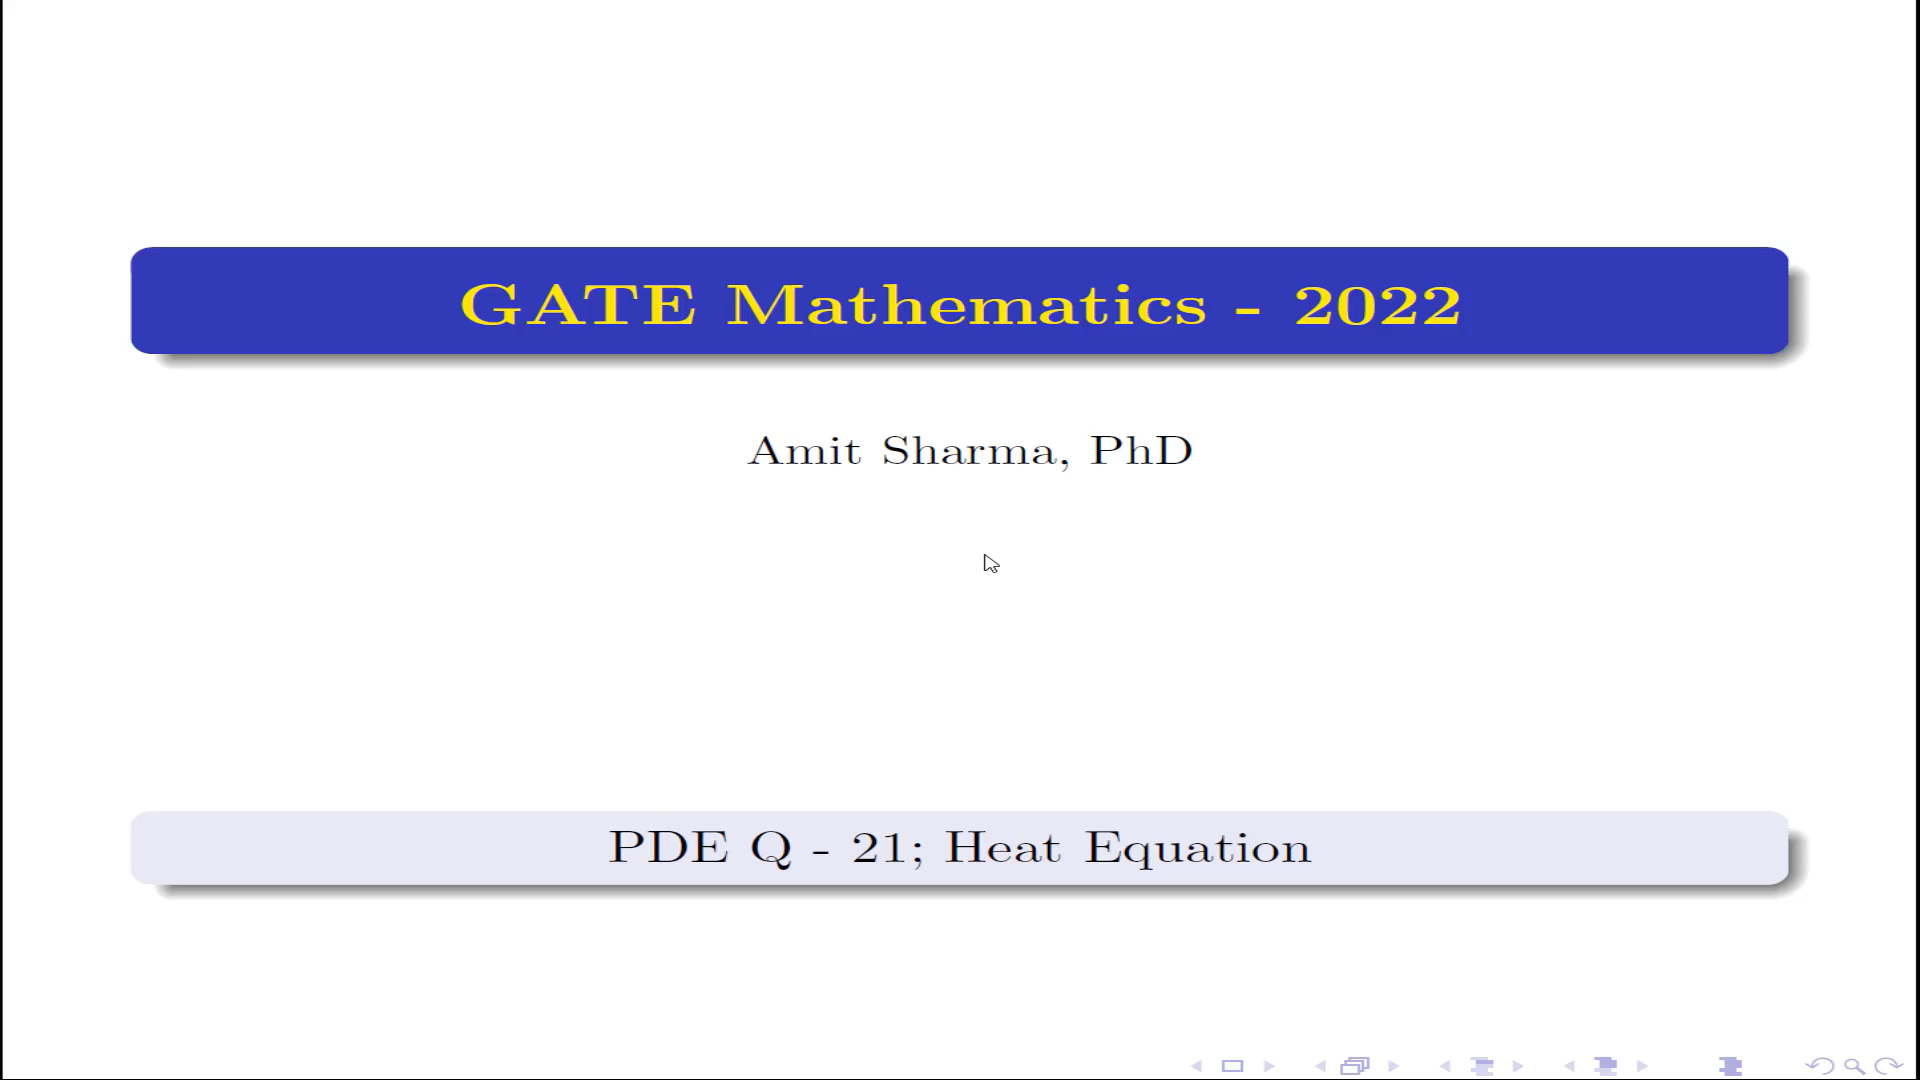 GATE Mathematics - 2022
Amit Sharma, PhD
PDE Q - 21; Heat Equation